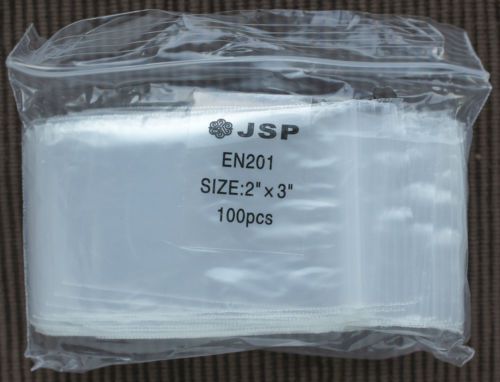 JSP
EN201
SIZE:2" x 3"
100pcs